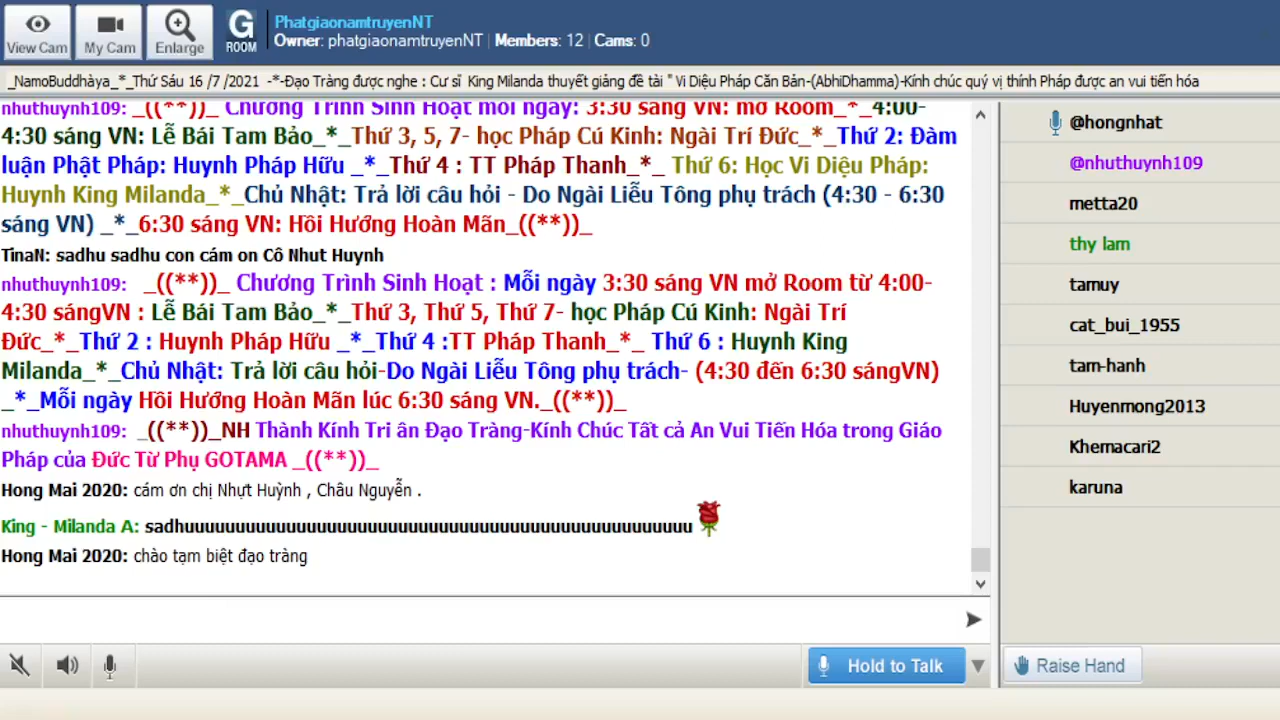 View Cam
My Cam
Enlarge
G
ROOM
PhatgiaonamtruyenNT
Owner: phatgiaonamtruyenNT | Members: 12 | Cams: 0
_NamoBuddhàya_*_Thứ Sáu 16 /7 /2021 -*-Đạo Tràng được nghe : Cư sĩ King Milanda thuyết giảng đề tài " Vi Diệu Pháp Căn Bản-(AbhiDhamma)-Kính chúc quý vị thính Pháp được an vui tiến hóa
nhuthuynh109: _((**))_ Chương Trình Sinh Hoạt mỗi ngày: 3:30 sáng VN: mở Room_*_4:00-
4:30 sáng VN: Lễ Bái Tam Bảo_*_Thứ 3, 5, 7- học Pháp Cú Kinh: Ngài Trí Đức_*_Thứ 2: Đàm
luận Phật Pháp: Huynh Pháp Hữu _*_Thứ 4 : TT Pháp Thanh_*_ Thứ 6: Học Vi Diệu Pháp:
Huynh King Milanda_*_Chủ Nhật: Trả lời câu hỏi - Do Ngài Liễu Tông phụ trách (4:30 - 6:30
sáng VN) _*_6:30 sáng VN: Hồi Hướng Hoàn Mãn_((**))_
TinaN: sadhu sadhu con cám on Cô Nhut Huynh
nhuthuynh109: _((**))_ Chương Trình Sinh Hoạt : Mỗi ngày 3:30 sáng VN mở Room từ 4:00-
4:30 sángVN : Lễ Bái Tam Bảo_*_Thứ 3, Thứ 5, Thứ 7- học Pháp Cú Kinh: Ngài Trí
Đức_*_Thứ 2 : Huynh Pháp Hữu _*_Thứ 4 :TT Pháp Thanh_*_ Thứ 6 : Huynh King
Milanda_*_Chủ Nhật: Trả lời câu hỏi-Do Ngài Liễu Tông phụ trách- (4:30 đến 6:30 sángVN)
_*_Mỗi ngày Hồi Hướng Hoàn Mãn lúc 6:30 sáng VN._((**))_
nhuthuynh109: _((**))_NH Thành Kính Tri ân Đạo Tràng-Kính Chúc Tất cả An Vui Tiến Hóa trong Giáo
Pháp của Đức Từ Phụ GOTAMA _((**))_
Hong Mai 2020: cám ơn chị Nhựt Huỳnh , Châu Nguyễn .
King - Milanda A: sadhuuuuuuuuuuuuuuuuuuuuuuuuuuuuuuuuuuuuuuuuuuuuuuuuuu
Hong Mai 2020: chào tạm biệt đạo tràng
@hongnhat
@nhuthuynh109
metta20
thy lam
tamuy
cat_bui_1955
tam-hanh
Huyenmong2013
Khemacari2
karuna
Hold to Talk
Raise Hand